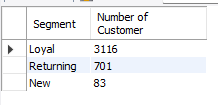 Segment Number of Customer
Loyal 3116
Returning 701
New 83